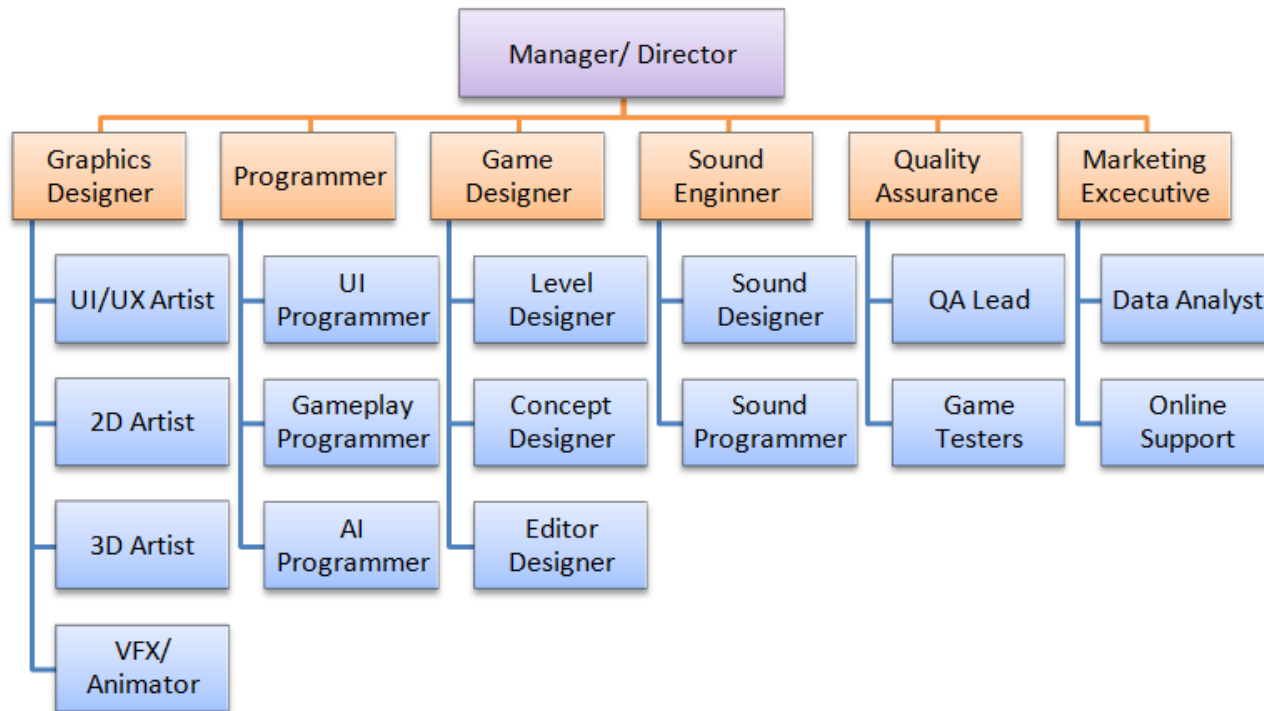 Manager/ Director
Graphics
Designer
Programmer
Game
Designer
Sound
Enginner
Quality
Assurance
Marketing
Excecutive
UI/UX Artist
2D Artist
3D Artist
VFX/
Animator
UI
Programmer
Gameplay
Programmer
AI
Programmer
Level
Designer
Concept
Designer
Editor
Designer
Sound
Designer
Sound
Programmer
QA Lead
Game
Testers
Data Analyst
Online
Support